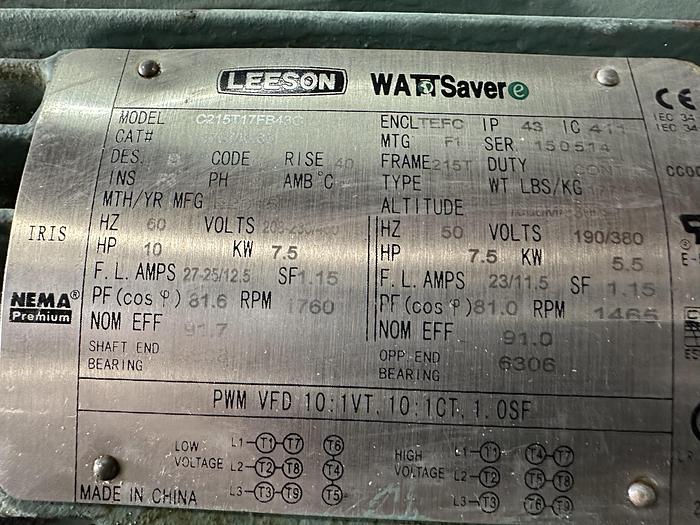 LEESON WATTSaver e
MODEL C215T17FB43C
CAT#
DES. B CODE RISE 40
INS PH AMB°C
MTH/YR MFG
HZ 60 VOLTS
HP 10 KW 7.5
F.L. AMPS 27-25/12.5 SF 1.15
PF(cos φ) 81.6 RPM 1760
NOM EFF 91.7
SHAFT END
BEARING
ENCL TEFC IP 43 IC
MTG F1 SER. 150514
FRAME 215T DUTY CONT
TYPE WT LBS/KG
ALTITUDE
HZ 50 VOLTS 190/380
HP 7.5 KW 5.5
F.L. AMPS 23/11.5 SF 1.15
PF(cos φ) 81.0 RPM 1465
NOM EFF 91.0
OPP END
BEARING 6306
IRIS
NEMA®
Premium
CE
IEC 34
IEC 34
PWM VFD 10:1VT, 10:1CT, 1.0SF
LOW
VOLTAGE
L1 T1 T7 T6
L2 T2 T8 T4
L3 T3 T9 T5
HIGH
VOLTAGE
L1 T1 T4 T7
L2 T2 T5 T8
L3 T3 T6 T9
MADE IN CHINA